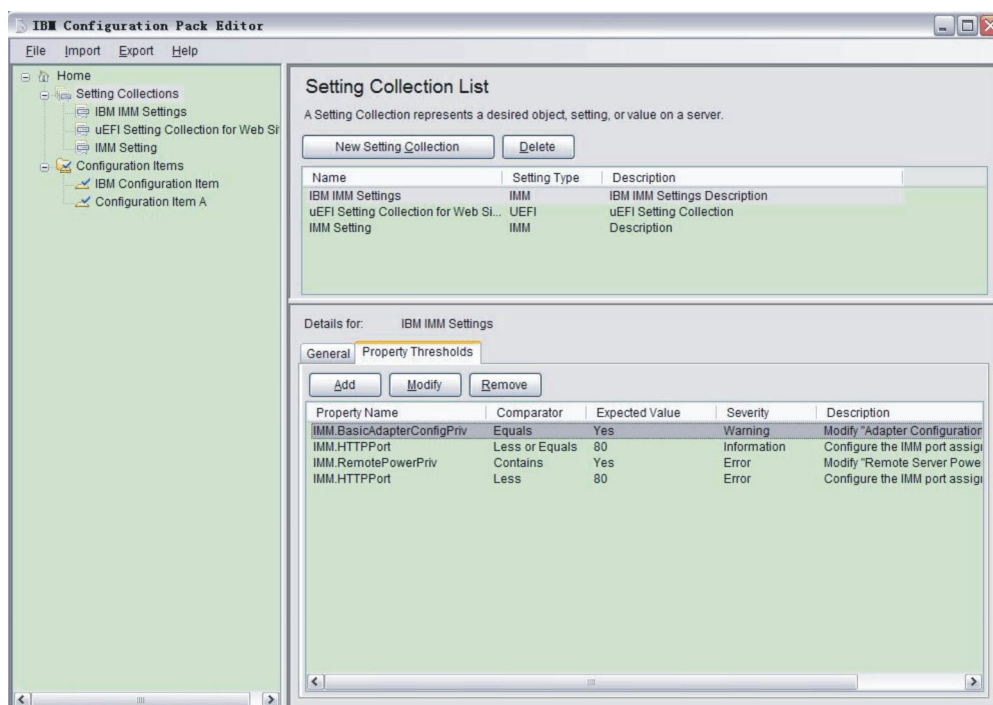 IBM Configuration Pack Editor
File Import Export Help
Home
Setting Collections
IBM IMM Settings
uEFI Setting Collection for Web Si
IMM Setting
Configuration Items
IBM Configuration Item
Configuration Item A
Setting Collection List
A Setting Collection represents a desired object, setting, or value on a server.
New Setting Collection Delete
Name Setting Type Description
IBM IMM Settings IMM IBM IMM Settings Description
uEFI Setting Collection for Web Si... UEFI uEFI Setting Collection
IMM Setting IMM Description
Details for: IBM IMM Settings
General Property Thresholds
Add Modify Remove
Property Name Comparator Expected Value Severity Description
IMM.BasicAdapterConfigPriv Equals Yes Warning Modify "Adapter Configuration
IMM.HTTPPort Less or Equals 80 Information Configure the IMM port assig
IMM.RemotePowerPriv Contains Yes Error Modify "Remote Server Powe
IMM.HTTPPort Less 80 Error Configure the IMM port assig